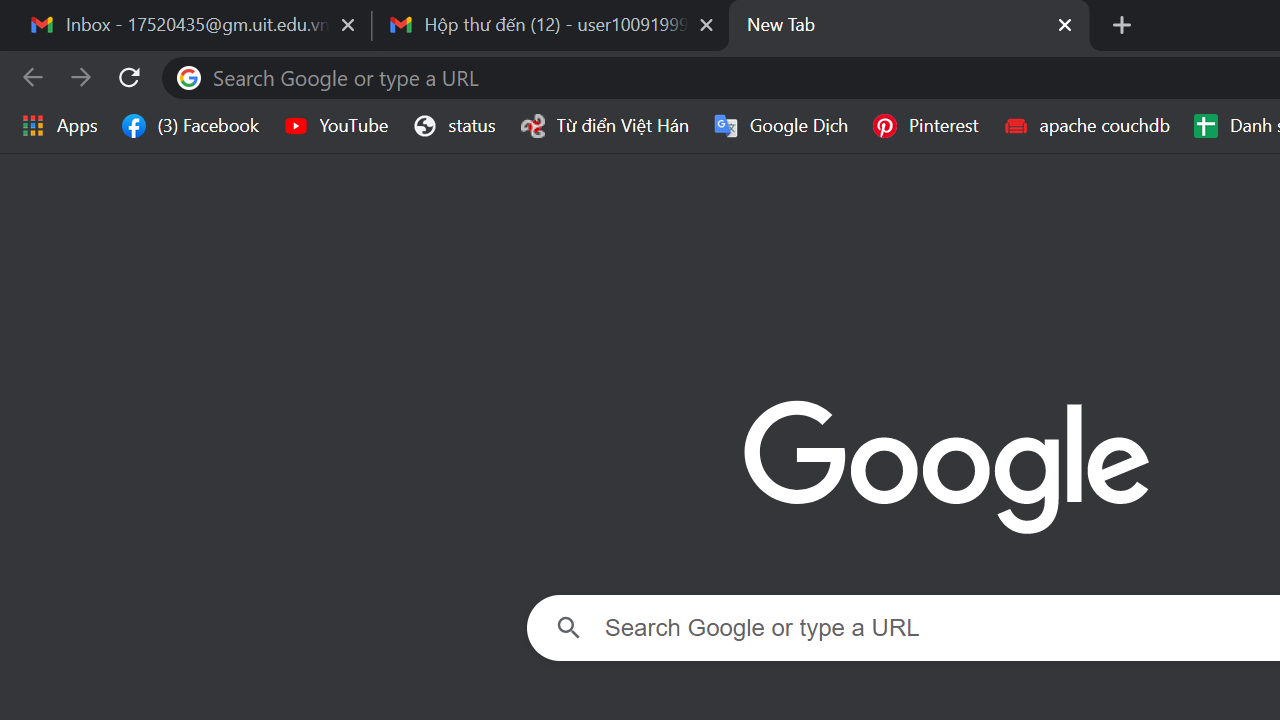 Inbox - 17520435@gm.uit.edu.vn
Hộp thư đến (12) - user10091999
New Tab
Search Google or type a URL
Apps
(3) Facebook
YouTube
status
Từ điển Việt Hán
Google Dịch
Pinterest
apache couchdb
Danh s
Google
Search Google or type a URL